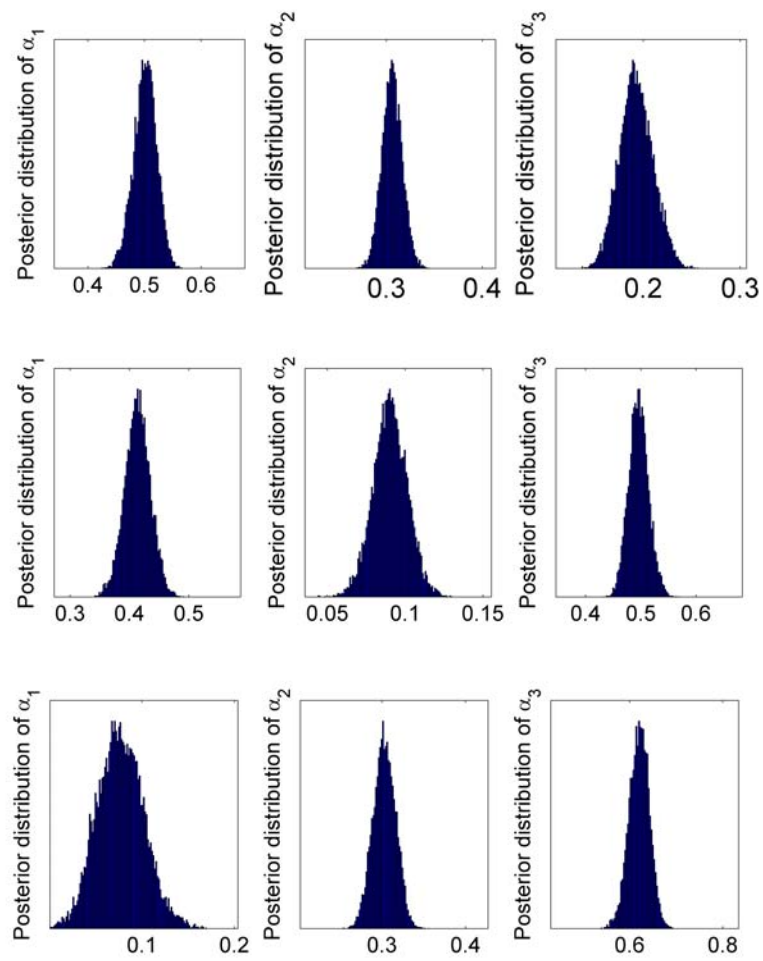 Posterior distribution of α1
0.4 0.5 0.6
Posterior distribution of α2
0.3 0.4
Posterior distribution of α3
0.2 0.3
Posterior distribution of α1
0.3 0.4 0.5
Posterior distribution of α2
0.05 0.1 0.15
Posterior distribution of α3
0.4 0.5 0.6
Posterior distribution of α1
0.1 0.2
Posterior distribution of α2
0.3 0.4
Posterior distribution of α3
0.6 0.8